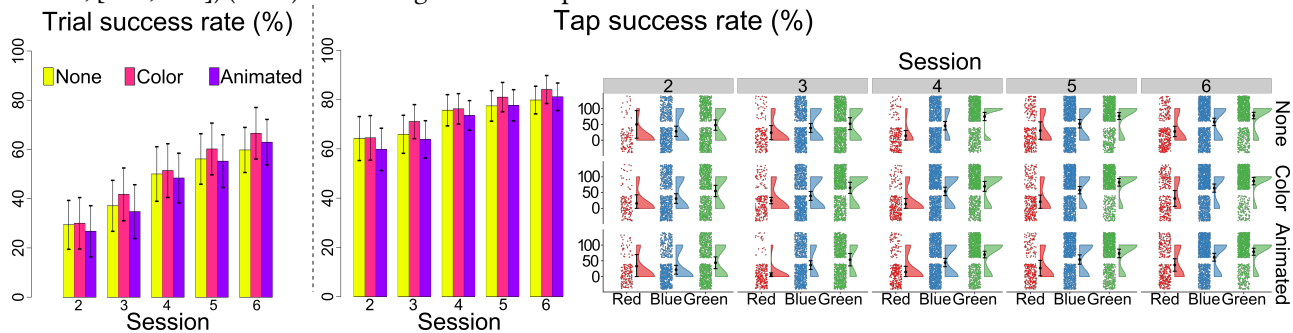 Trial success rate (%)
0 20 40 60 80 100
None Color Animated
2 3 4 5 6
Session
Tap success rate (%)
0 20 40 60 80 100
2 3 4 5 6
Session
Session
2 3 4 5 6
100
50
0
None
100
50
0
Color
100
50
0
Animated
Red Blue Green Red Blue Green Red Blue Green Red Blue Green Red Blue Green